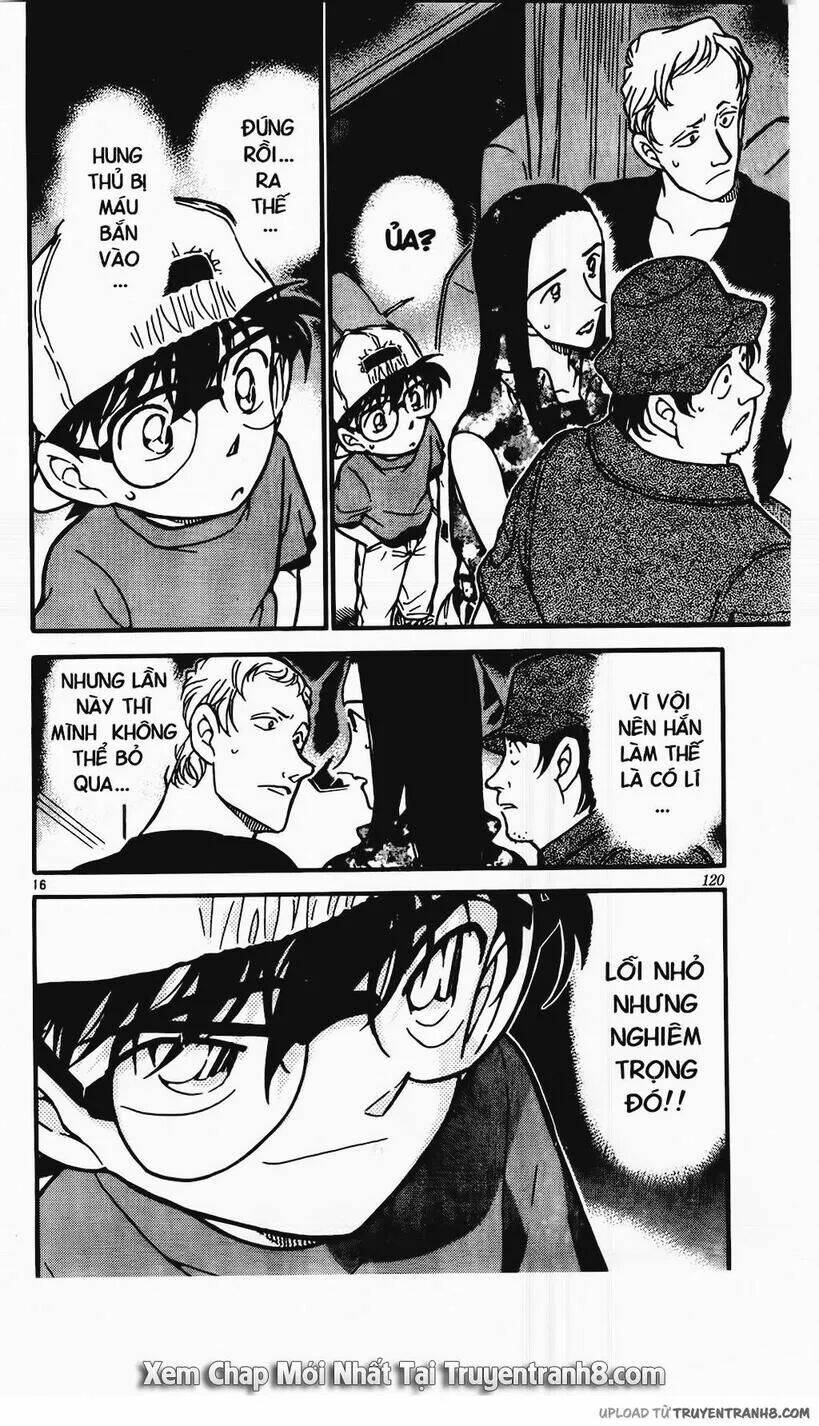 ỦA?
ĐÚNG
RỒI...
RA
THẾ
...
HUNG
THỦ BỊ
MÁU
BẮN
VÀO
...
VÌ VỘI
NÊN HẮN
LÀM THẾ
LÀ CÓ LÍ
...
NHƯNG LẦN
NÀY THÌ
MÌNH KHÔNG
THỂ BỎ
QUA...
16
120
LỖI NHỎ
NHƯNG
NGHIÊM
TRỌNG
ĐÓ!!
Xem Chap Mới Nhất Tại Truyentranh8.com
UPLOAD TỪ TRUYENTRANH8.COM